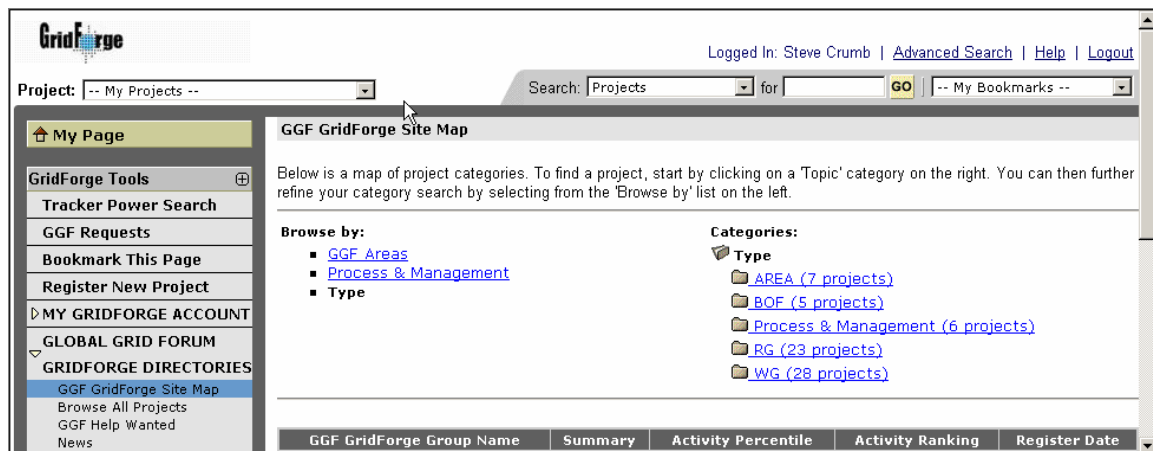 GridForge
Logged In: Steve Crumb | Advanced Search | Help | Logout
Project: -- My Projects --
Search: Projects for GO -- My Bookmarks --
My Page
GridForge Tools
Tracker Power Search
GGF Requests
Bookmark This Page
Register New Project
MY GRIDFORGE ACCOUNT
GLOBAL GRID FORUM
GRIDFORGE DIRECTORIES
GGF GridForge Site Map
Browse All Projects
GGF Help Wanted
News
GGF GridForge Site Map
Below is a map of project categories. To find a project, start by clicking on a 'Topic' category on the right. You can then further
refine your category search by selecting from the 'Browse by' list on the left.
Browse by:
GGF Areas
Process & Management
Type
Categories:
Type
AREA (7 projects)
BOF (5 projects)
Process & Management (6 projects)
RG (23 projects)
WG (28 projects)
GGF GridForge Group Name Summary Activity Percentile Activity Ranking Register Date